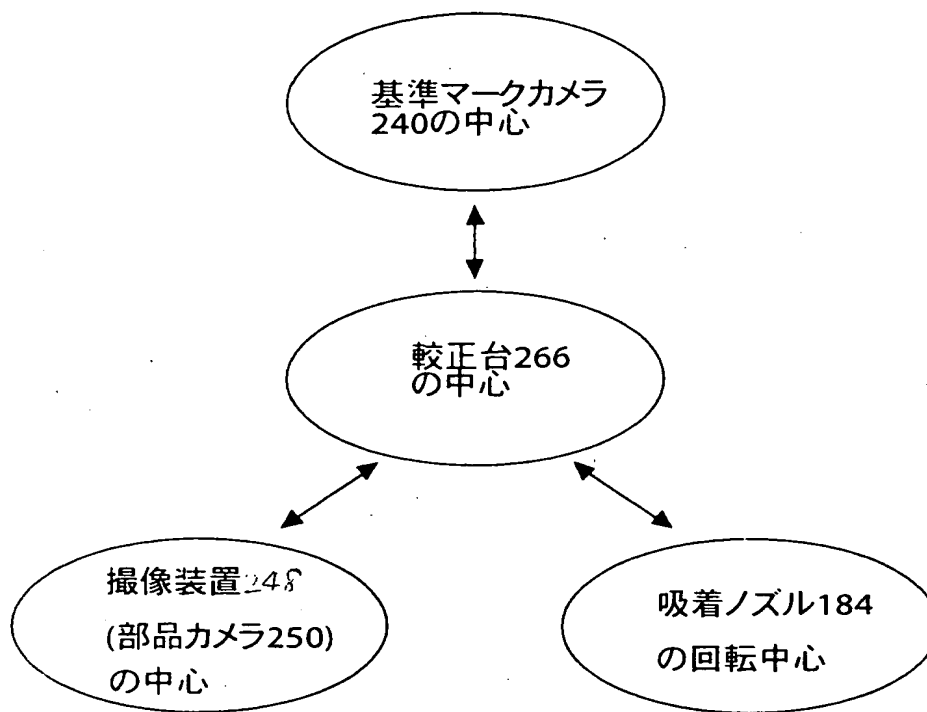 基準マークカメラ
240の中心
較正台266
の中心
撮像装置248
(部品カメラ250)
の中心
吸着ノズル184
の回転中心